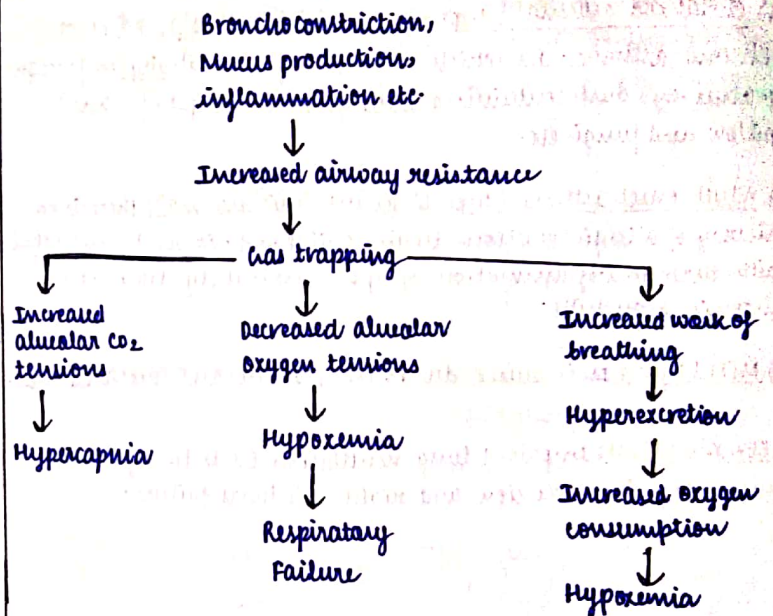 Bronchoconstriction,
Mucus production,
inflammation etc.
Increased airway resistance
Gas trapping
Increased
alveolar CO2
tensions
Hypercapnia
Decreased alveolar
oxygen tensions
Hypoxemia
Respiratory
Failure
Increased work of
breathing
Hyperexcretion
Increased oxygen
consumption
Hypoxemia